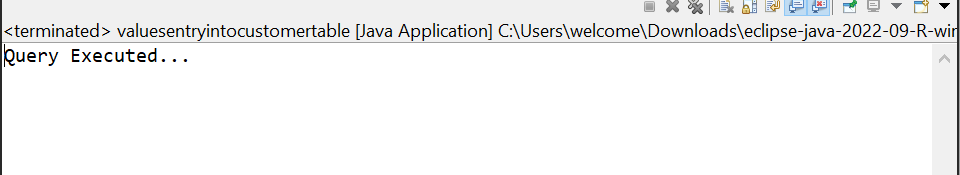 <terminated> valuesentryintocustomertable [Java Application] C:\Users\welcome\Downloads\eclipse-java-2022-09-R-wir
Query Executed...